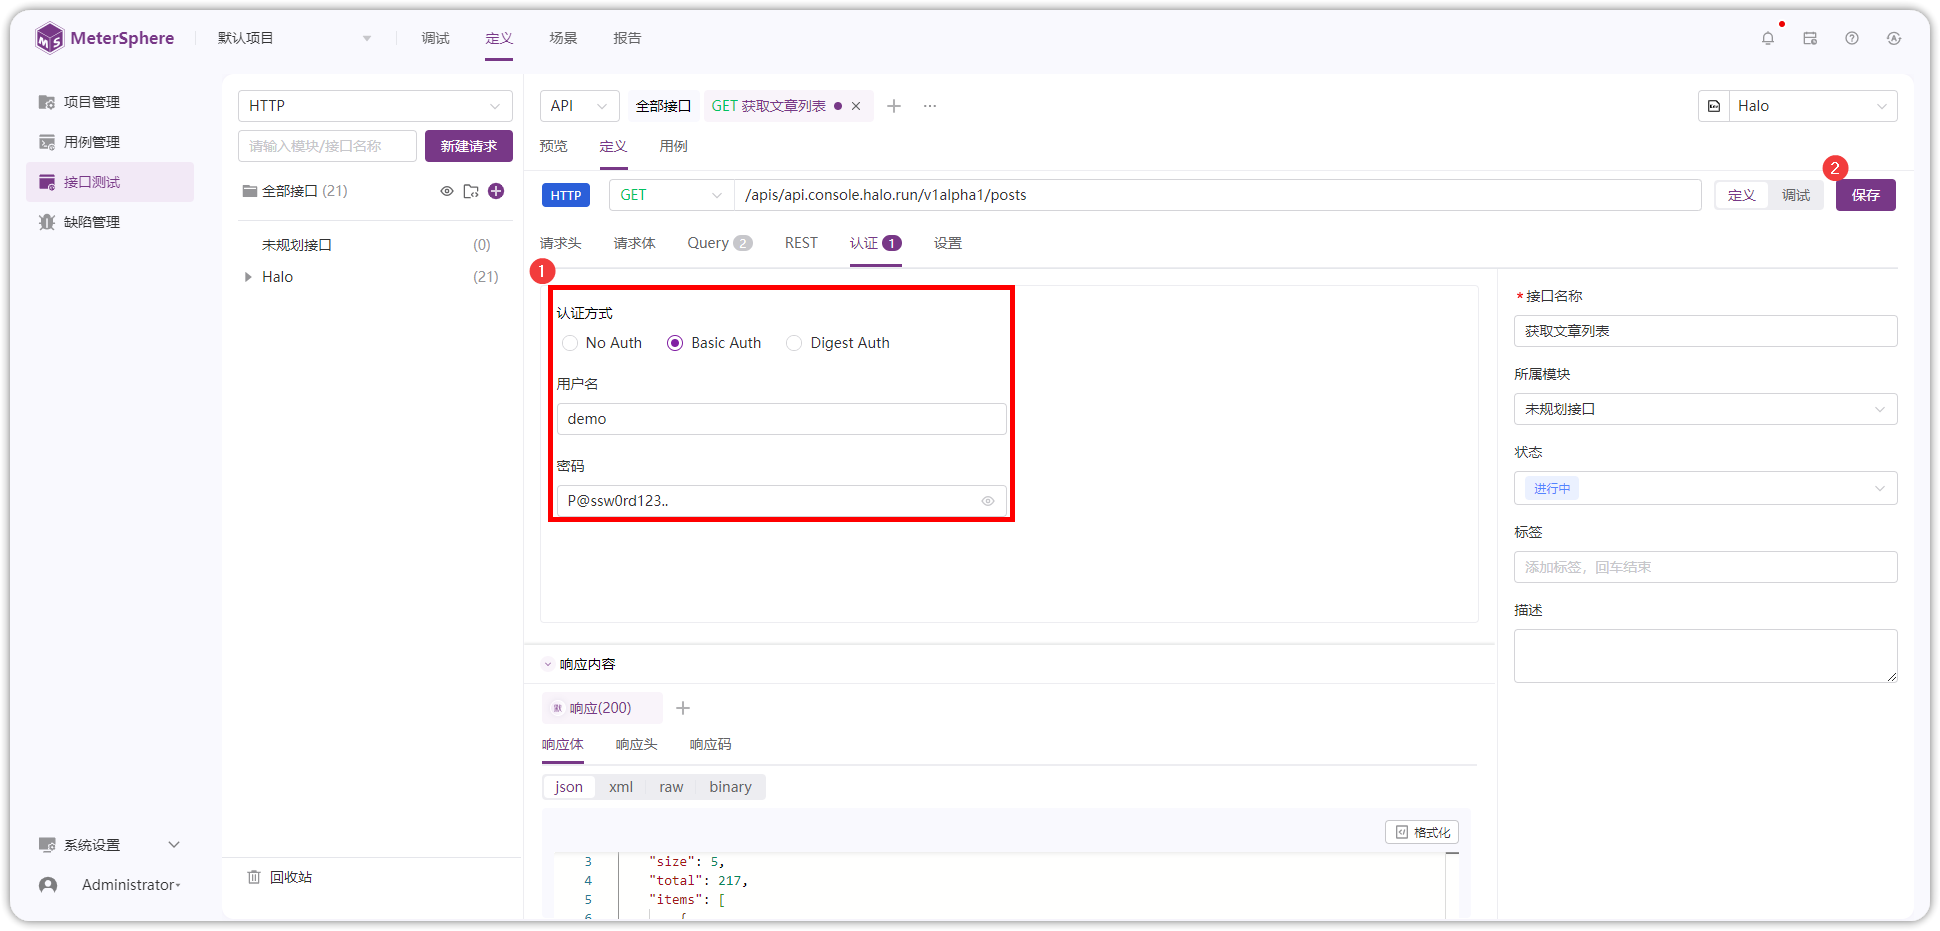 MeterSphere
默认项目
调试
定义
场景
报告
项目管理
用例管理
接口测试
缺陷管理
系统设置
Administrator
HTTP
请输入模块/接口名称
新建请求
全部接口 (21)
未规划接口 (0)
Halo (21)
回收站
API
全部接口
GET 获取文章列表
Halo
预览
定义
用例
HTTP
GET
/apis/api.console.halo.run/v1alpha1/posts
定义
调试
2
保存
请求头
请求体
Query 2
REST
认证 1
设置
1
认证方式
No Auth
Basic Auth
Digest Auth
用户名
demo
密码
P@ssw0rd123..
*接口名称
获取文章列表
所属模块
未规划接口
状态
进行中
标签
添加标签，回车结束
描述
响应内容
默 响应(200)
响应体
响应头
响应码
json
xml
raw
binary
格式化
3 "size": 5,
4 "total": 217,
5 "items": [
6 {